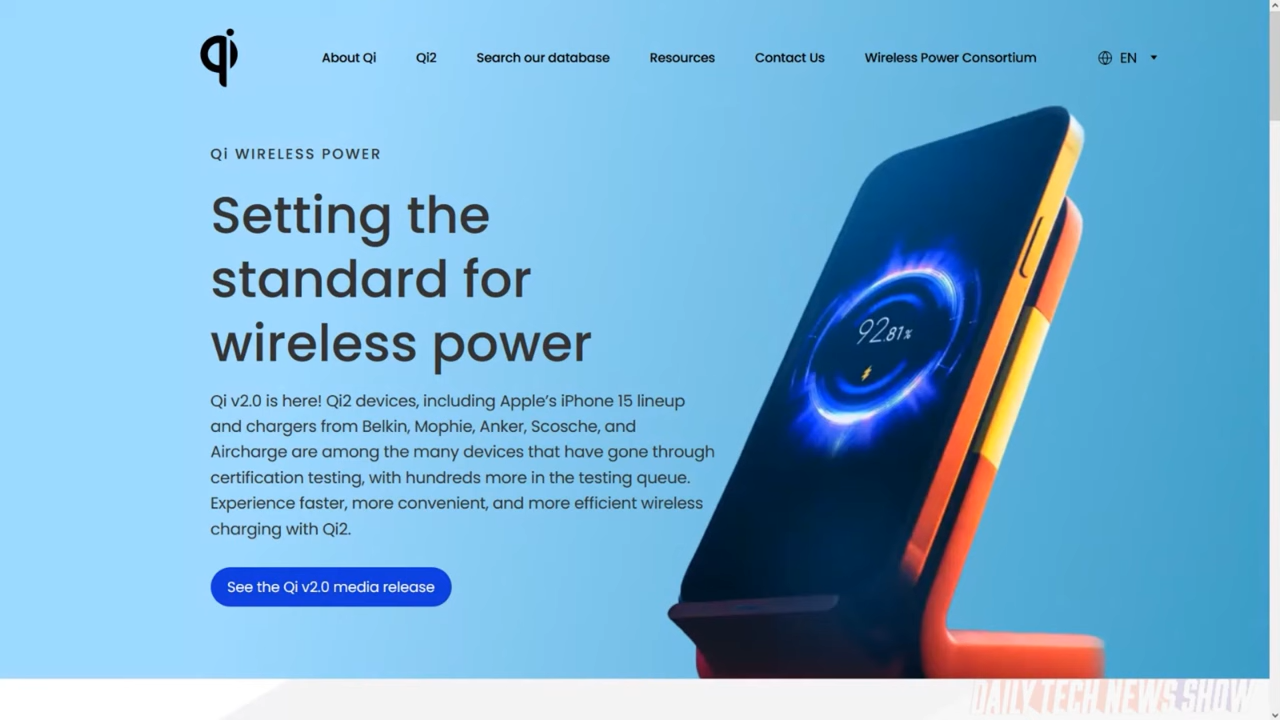 qi
About Qi
Qi2
Search our database
Resources
Contact Us
Wireless Power Consortium
EN
Qi WIRELESS POWER
Setting the
standard for
wireless power
Qi v2.0 is here! Qi2 devices, including Apple’s iPhone 15 lineup
and chargers from Belkin, Mophie, Anker, Scosche, and
Aircharge are among the many devices that have gone through
certification testing, with hundreds more in the testing queue.
Experience faster, more convenient, and more efficient wireless
charging with Qi2.
See the Qi v2.0 media release
92.81%
DAILY TECH NEWS SHOW